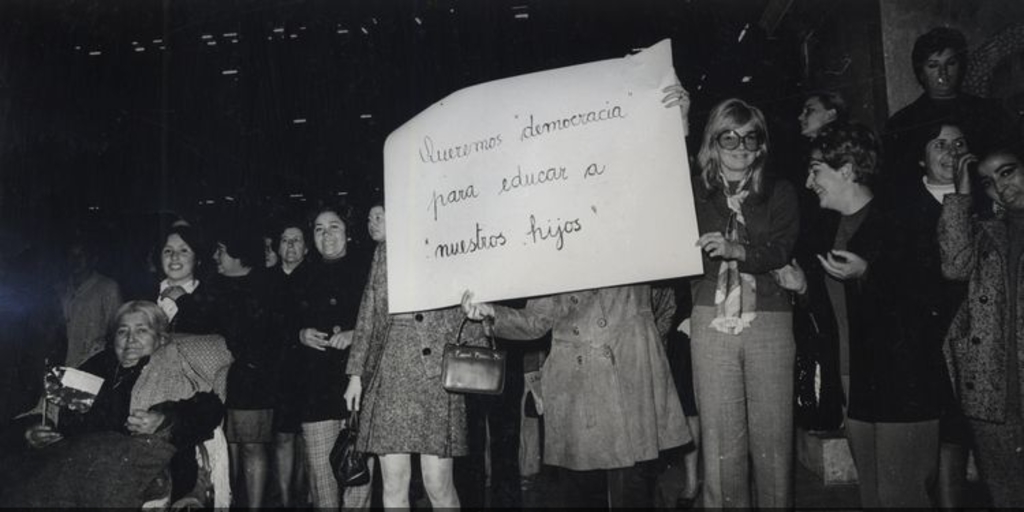 Queremos "democracia"
para educar a
"nuestros hijos"